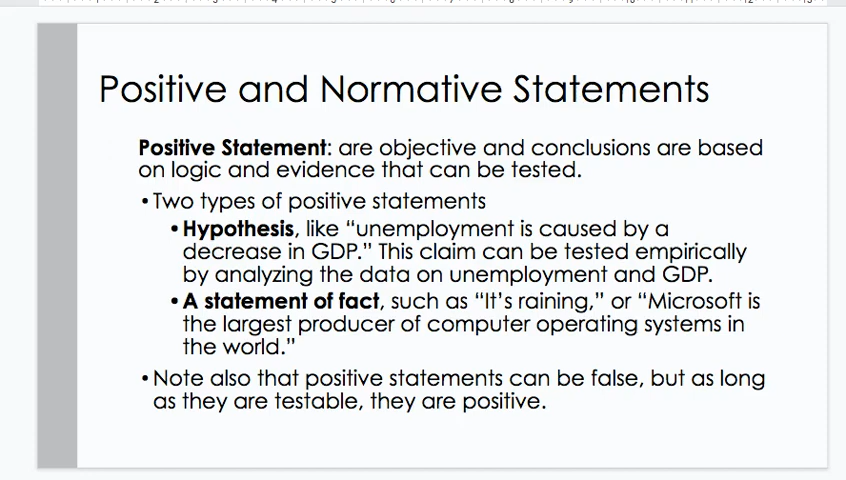 Positive and Normative Statements
Positive Statement: are objective and conclusions are based
on logic and evidence that can be tested.
•Two types of positive statements
•Hypothesis, like “unemployment is caused by a
decrease in GDP.” This claim can be tested empirically
by analyzing the data on unemployment and GDP.
•A statement of fact, such as “It’s raining,” or “Microsoft is
the largest producer of computer operating systems in
the world.”
•Note also that positive statements can be false, but as long
as they are testable, they are positive.